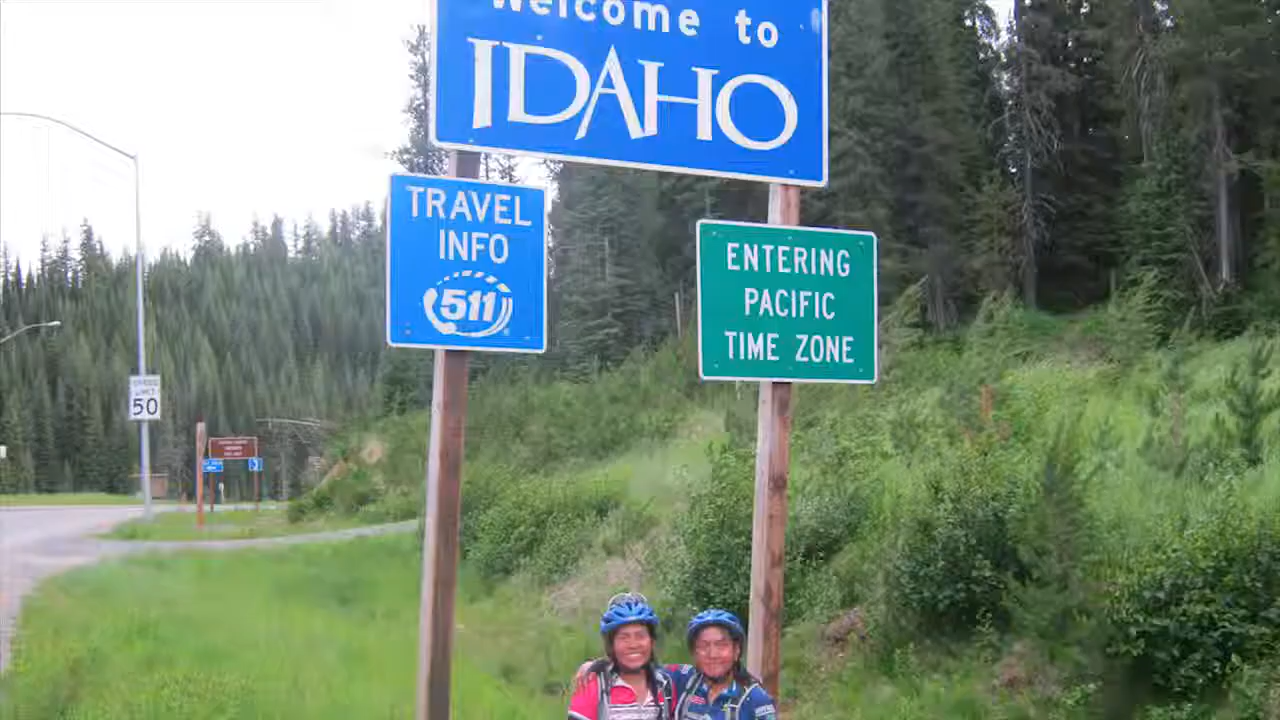 Welcome to
IDAHO
TRAVEL
INFO
511
ENTERING
PACIFIC
TIME ZONE
SPEED
LIMIT
50